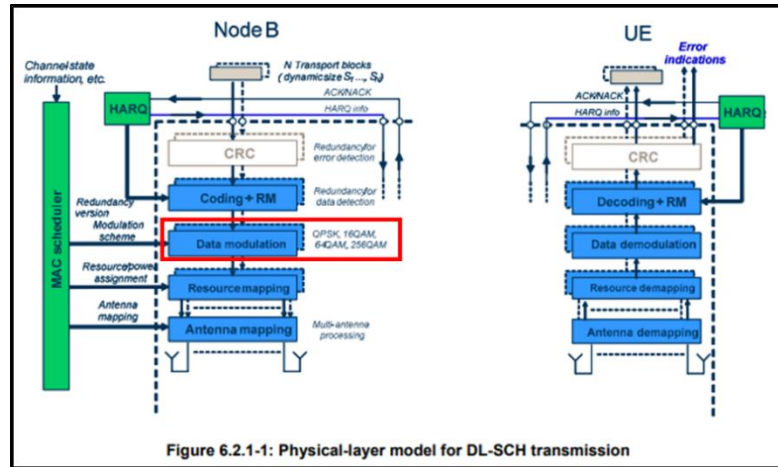 Node B
UE
N Transport blocks
(dynamic size S1..., SN)
Error
indications
Channel state
information, etc.
ACK/NACK
HARQ info
HARQ
ACK/NACK
HARQ info
HARQ
CRC
Redundancy for
error detection
CRC
Coding + RM
Redundancy for
data detection
Decoding + RM
MAC scheduler
Redundancy
version
Modulation
scheme
Data modulation
QPSK, 16QAM,
64QAM, 256QAM
Data demodulation
Resource/power
assignment
Resource mapping
Resource demapping
Antenna
mapping
Antenna mapping
Multi-antenna
processing
Antenna demapping
Figure 6.2.1-1: Physical-layer model for DL-SCH transmission